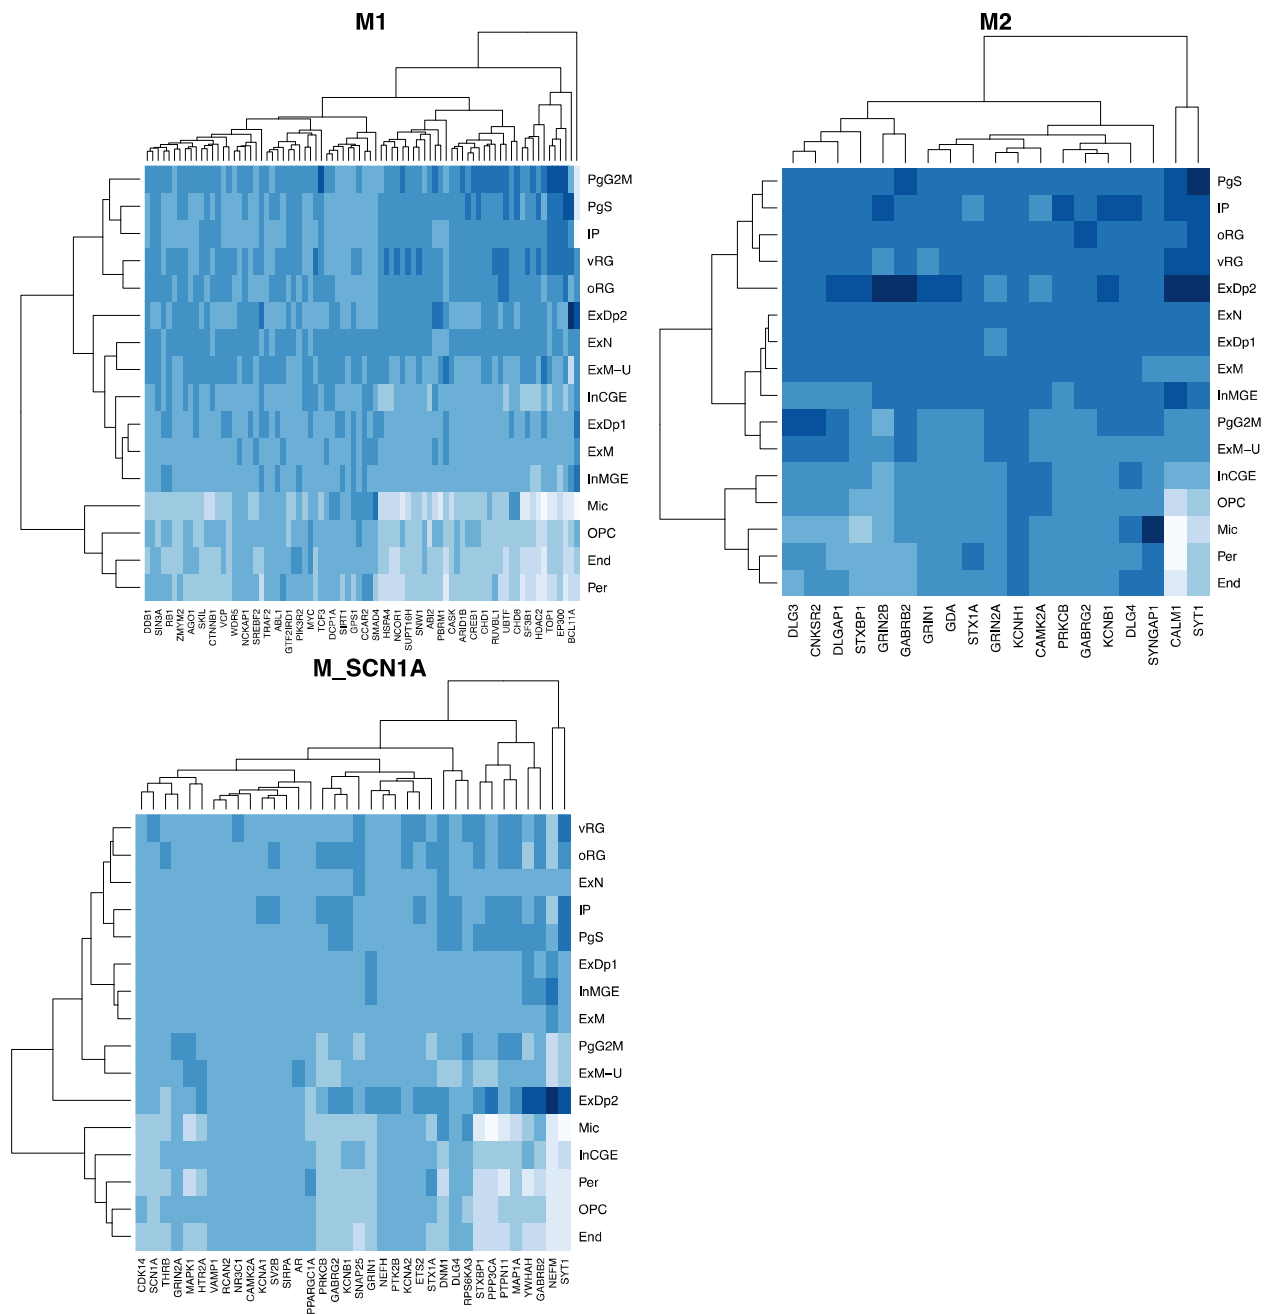 M1
PgG2M
PgS
IP
vRG
oRG
ExDp2
ExN
ExM-U
InCGE
ExDp1
ExM
InMGE
Mic
OPC
End
Per
DDB1
SIN3A
RB1
ZMYM2
AGO1
SKIL
CTNNB1
VCP
WDR5
NCKAP1
SREBF2
TRAF2
ABL1
GTF2IRD1
PIK3R2
MYC
TCF3
DCP1A
SIRT1
GPS1
CCAR2
SMAD4
HSPA4
NCOR1
SUPT16H
SNW1
ABI2
PBRM1
CASK
ARID1B
CREB1
CHD1
RUVBL1
UBTF
CHD8
SF3B1
HDAC2
TOP1
EP300
BCL11A
M2
PgS
IP
oRG
vRG
ExDp2
ExN
ExDp1
ExM
InMGE
PgG2M
ExM-U
InCGE
OPC
Mic
Per
End
DLG3
CNKSR2
DLGAP1
STXBP1
GRIN2B
GABRB2
GRIN1
GDA
STX1A
GRIN2A
KCNH1
CAMK2A
PRKCB
GABRG2
KCNB1
DLG4
SYNGAP1
CALM1
SYT1
M_SCN1A
vRG
oRG
ExN
IP
PgS
ExDp1
InMGE
ExM
PgG2M
ExM-U
ExDp2
Mic
InCGE
Per
OPC
End
CDK14
SCN1A
THRB
GRIN2A
MAPK1
HTR2A
VAMP1
RCAN2
NR3C1
CAMK2A
KCNA1
SV2B
SIRPA
AR
PPARGC1A
PRKCB
GABRG2
KCNB1
SNAP25
GRIN1
NEFH
PTK2B
KCNA2
ETS2
STX1A
DNM1
DLG4
RPS6KA3
STXBP1
PPP3CA
PTPN11
MAP1A
YWHAH
GABRB2
NEFM
SYT1